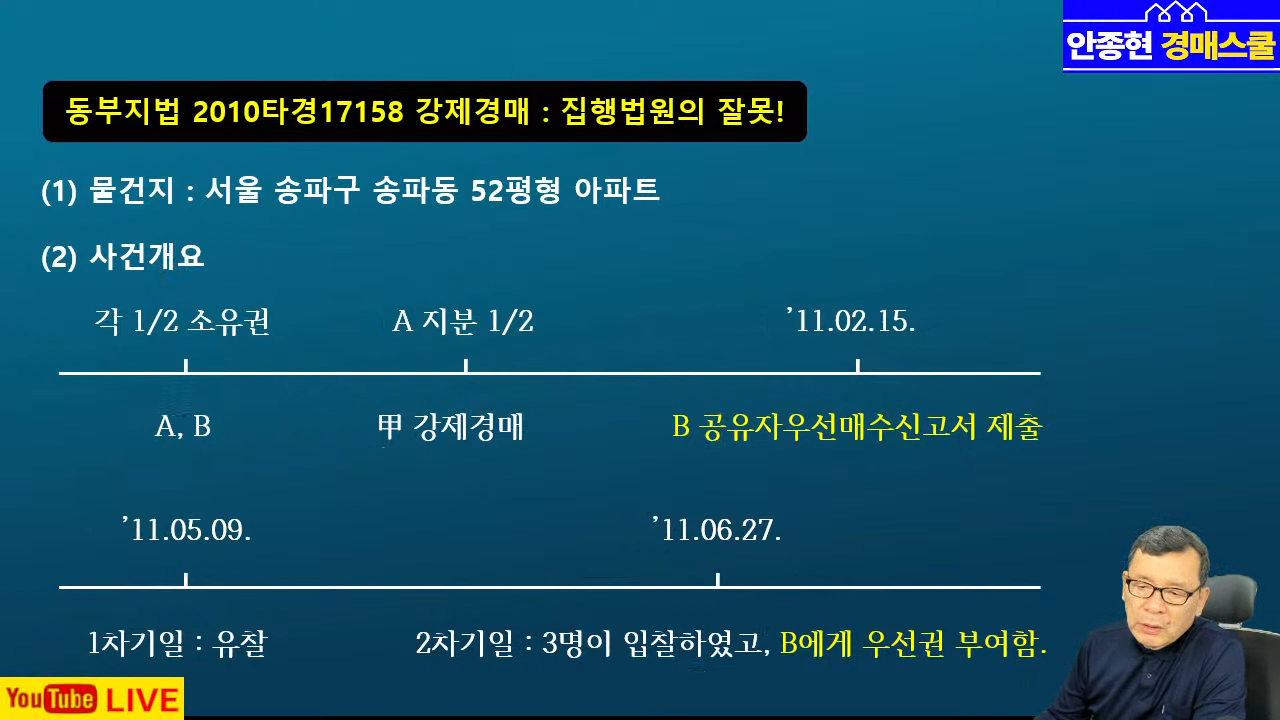 안종현 경매스쿨
동부지법 2010타경17158 강제경매 : 집행법원의 잘못!
(1) 물건지 : 서울 송파구 송파동 52평형 아파트
(2) 사건개요
각 1/2 소유권 A 지분 1/2 ’11.02.15.
A, B 甲 강제경매 B 공유자우선매수신고서 제출
’11.05.09. ’11.06.27.
1차기일 : 유찰 2차기일 : 3명이 입찰하였고, B에게 우선권 부여함.
YouTube LIVE